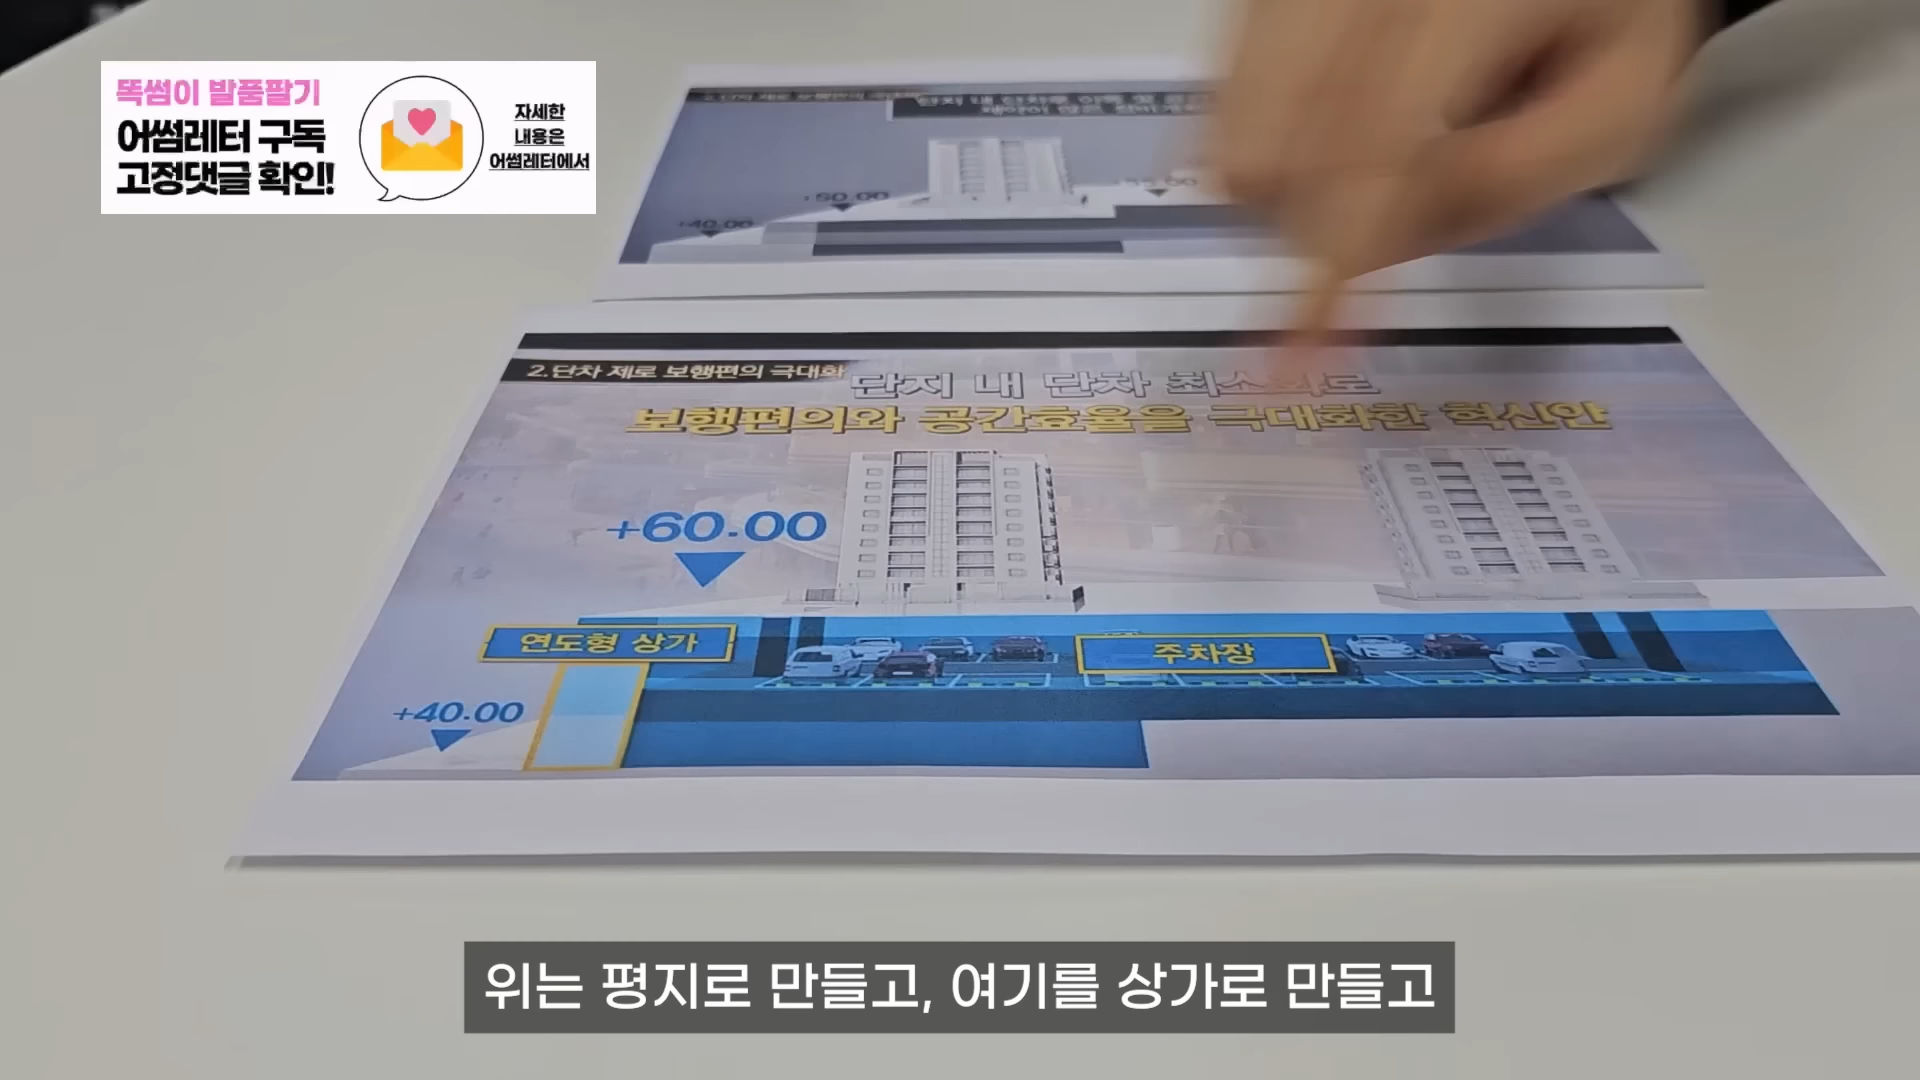 똑썸이 발품팔기
어썸레터 구독
고정댓글 확인!
자세한
내용은
어썸레터에서
+60.00
+40.00
2.단차 제로 보행편의 극대화
단지 내 단차 최소화로
보행편의와 공간효율을 극대화한 혁신안
+60.00
연도형 상가
주차장
+40.00
위는 평지로 만들고, 여기를 상가로 만들고